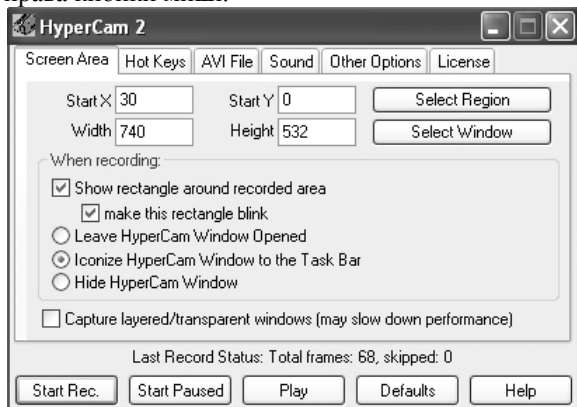 права кнопки миші.
HyperCam 2
Screen Area Hot Keys AVI File Sound Other Options License
Start X 30 Start Y 0 Select Region
Width 740 Height 532 Select Window
When recording:
Show rectangle around recorded area
make this rectangle blink
Leave HyperCam Window Opened
Iconize HyperCam Window to the Task Bar
Hide HyperCam Window
Capture layered/transparent windows (may slow down performance)
Last Record Status: Total frames: 68, skipped: 0
Start Rec. Start Paused Play Defaults Help